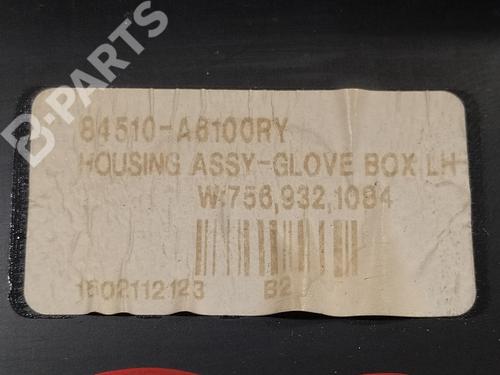 B-PARTS
84510-A6100RY
HOUSING ASSY-GLOVE BOX LH
W:756,932,1084
1602112123 B2